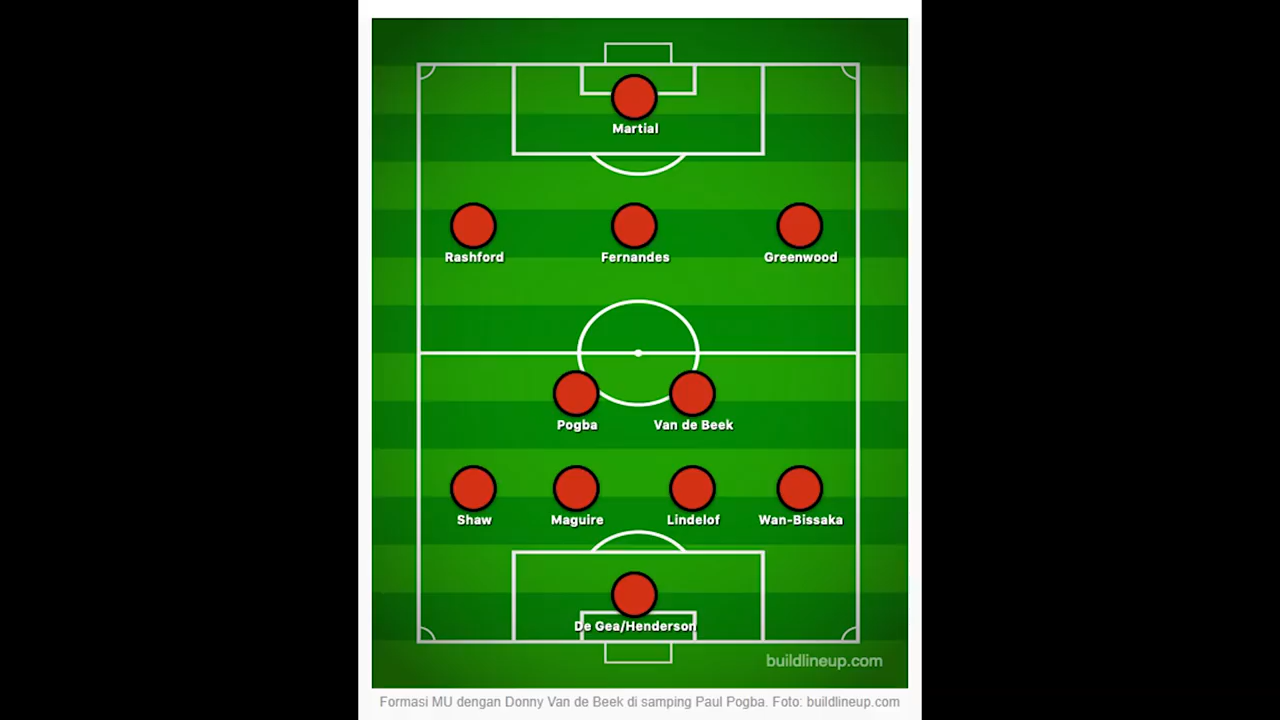 Martial
Rashford
Fernandes
Greenwood
Pogba
Van de Beek
Shaw
Maguire
Lindelof
Wan-Bissaka
De Gea/Henderson
buildlineup.com
Formasi MU dengan Donny Van de Beek di samping Paul Pogba. Foto: buildlineup.com